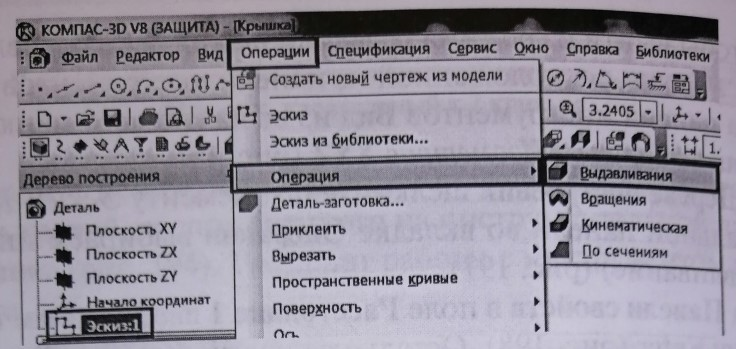 КОМПАС-3D V8 (ЗАЩИТА) - [Крышка]
Файл Редактор Вид Операции Спецификация Сервис Окно Справка Библиотеки
Создать новый чертеж из модели
3.2405
Эскиз
Эскиз из библиотеки...
1.
Дерево построения
Операция
Выдавливания
Деталь
Деталь-заготовка...
Вращения
Плоскость XY
Приклеить
Кинематическая
Плоскость ZX
Вырезать
По сечениям
Плоскость ZY
Пространственные кривые
Начало координат
Поверхность
Эскиз:1
Ось